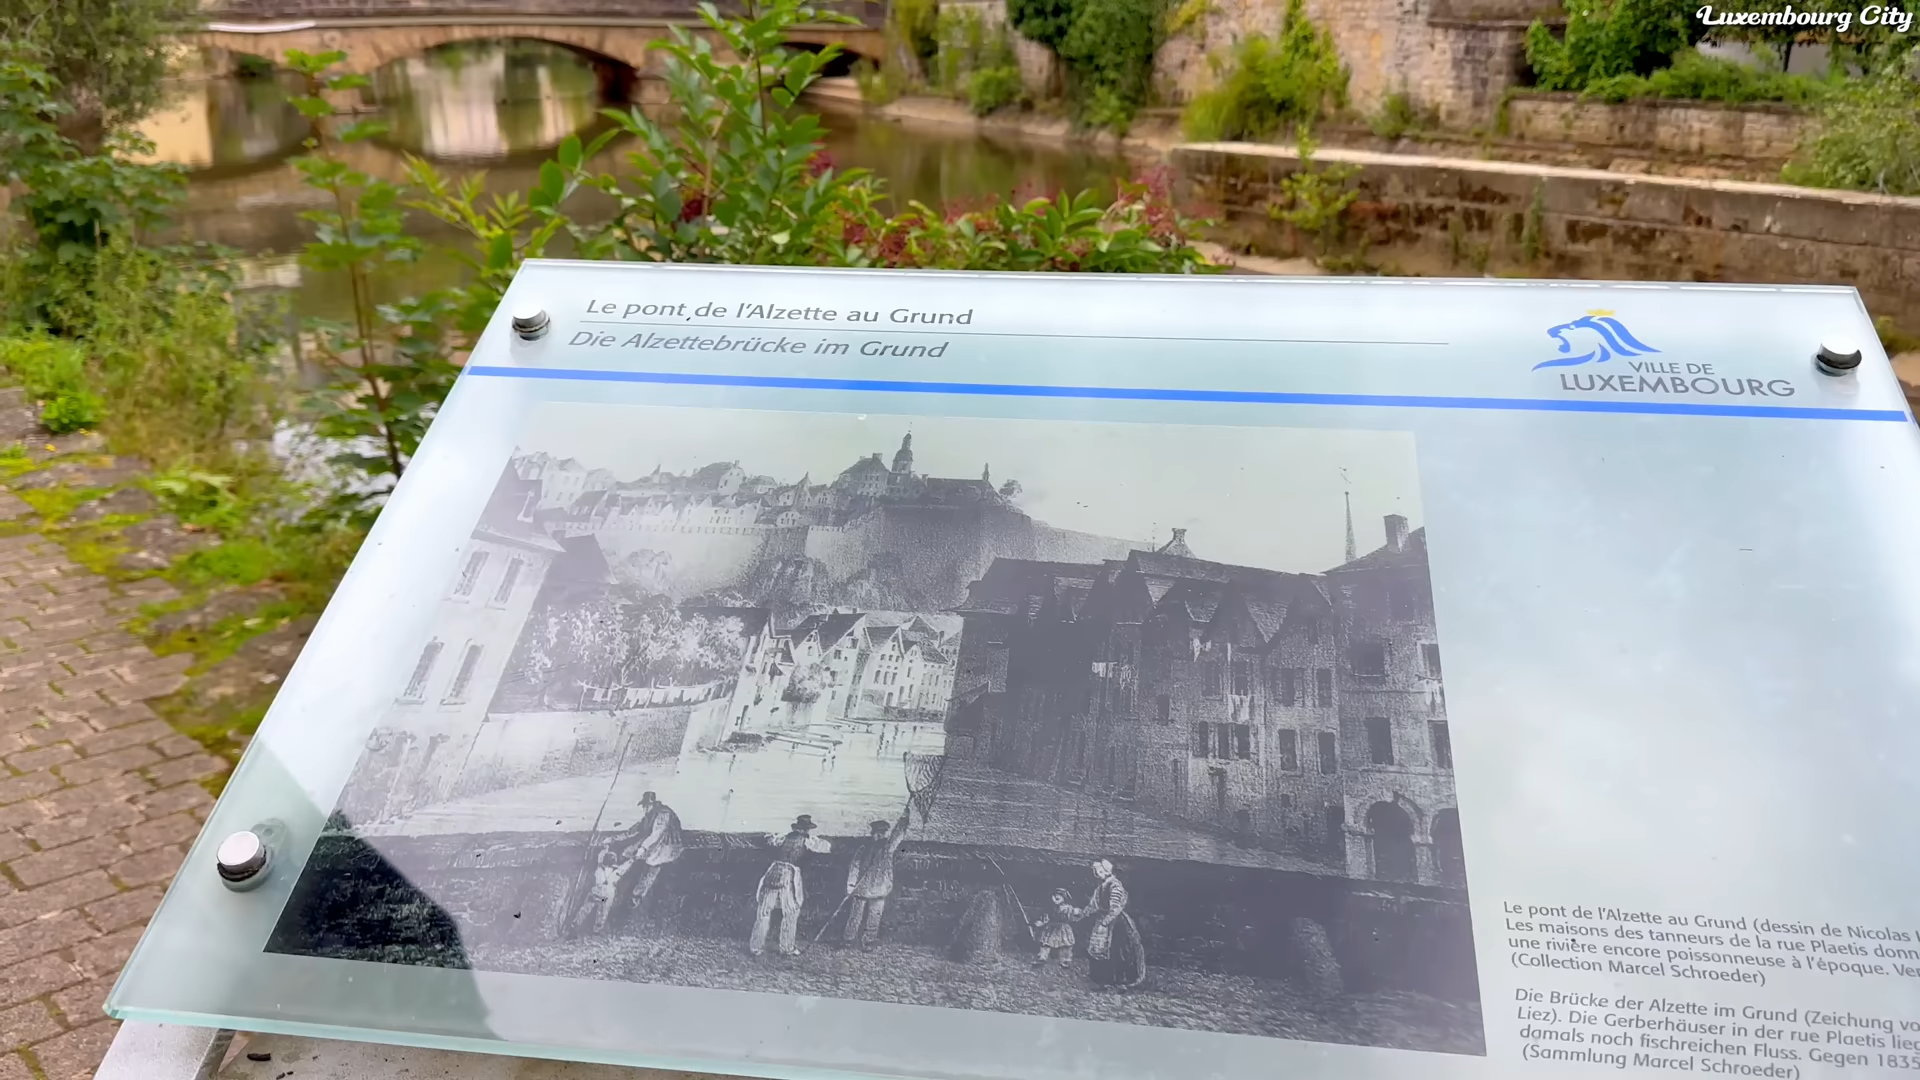 Luxembourg City
Le pont de l'Alzette au Grund
Die Alzettebrücke im Grund
VILLE DE
LUXEMBOURG
Le pont de l'Alzette au Grund (dessin de Nicolas
Les maisons des tanneurs de la rue Plaetis
une rivière encore poissonneuse à l'époque.
(Collection Marcel Schroeder)
Die Brücke der Alzette im Grund (Zeichung
Liez). Die Gerberhäuser in der rue Plaetis
damals noch fischreichen Fluss. Gegen 1835
(Sammlung Marcel Schroeder)